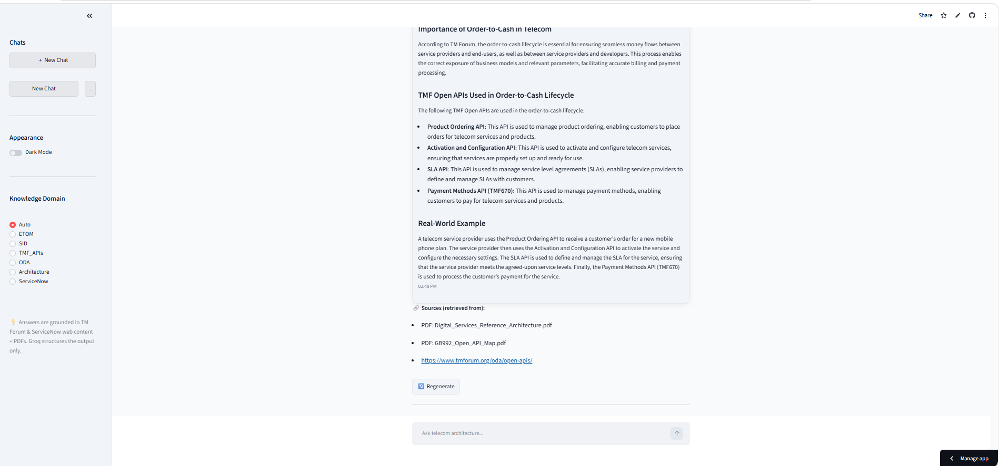 Share
Chats
+ New Chat
New Chat
Appearance
Dark Mode
Knowledge Domain
Auto
ETOM
SID
TMF_APIs
ODA
Architecture
ServiceNow
Answers are grounded in TM
Forum & ServiceNow web content
+ PDFs. Groq structures the output
only.
Importance of Order-to-Cash in Telecom
According to TM Forum, the order-to-cash lifecycle is essential for ensuring seamless money flows between
service providers and end-users, as well as between service providers and developers. This process enables
the correct exposure of business models and relevant parameters, facilitating accurate billing and payment
processing.
TMF Open APIs Used in Order-to-Cash Lifecycle
The following TMF Open APIs are used in the order-to-cash lifecycle:
• Product Ordering API: This API is used to manage product ordering, enabling customers to place
orders for telecom services and products.
• Activation and Configuration API: This API is used to activate and configure telecom services,
ensuring that services are properly set up and ready for use.
• SLA API: This API is used to manage service level agreements (SLAs), enabling service providers to
define and manage SLAs with customers.
• Payment Methods API (TMF670): This API is used to manage payment methods, enabling
customers to pay for telecom services and products.
Real-World Example
A telecom service provider uses the Product Ordering API to receive a customer's order for a new mobile
phone plan. The service provider then uses the Activation and Configuration API to activate the service and
configure the necessary settings. The SLA API is used to define and manage the SLA for the service, ensuring
that the service provider meets the agreed-upon service levels. Finally, the Payment Methods API (TMF670)
is used to process the customer's payment for the service.
02:48 PM
Sources (retrieved from):
• PDF: Digital_Services_Reference_Architecture.pdf
• PDF: GB992_Open_API_Map.pdf
• https://www.tmforum.org/oda/open-apis/
Regenerate
Ask telecom architecture...
Manage app